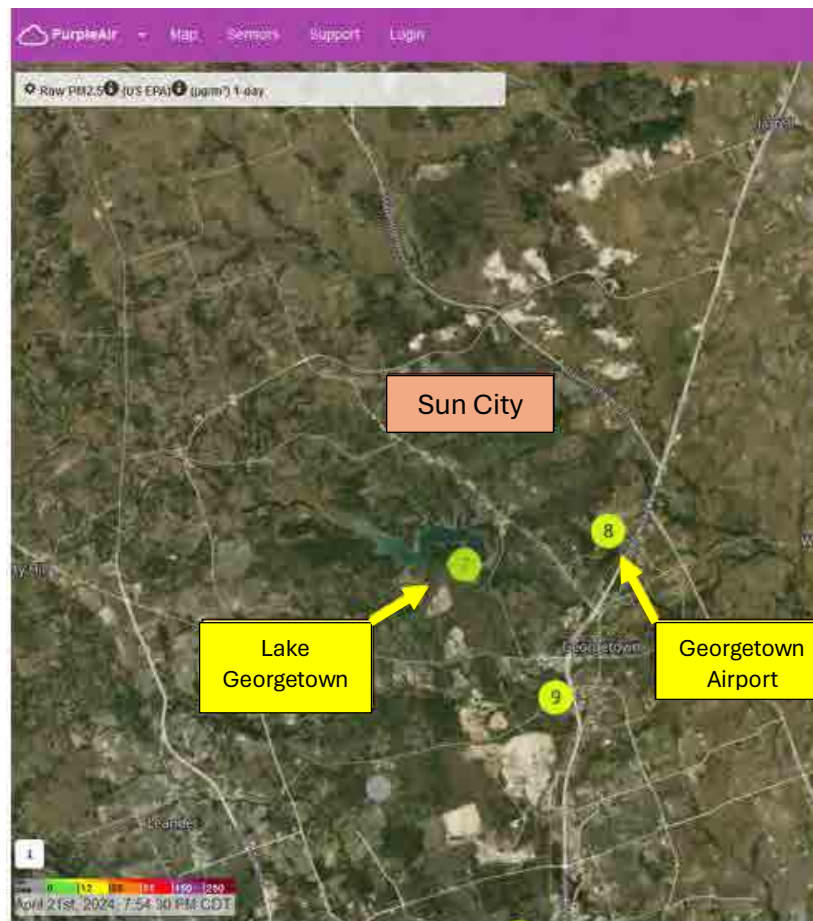 PurpleAir Map Sensors Support Login
Raw PM2.5 (US EPA) (µg/m³) 1-day
Sun City
8
7
Lake
Georgetown
Georgetown
Georgetown
Airport
9
Leander
i
0 |12 |35 |55 |150 |250
April 21st, 2024, 7:54:30 PM CDT